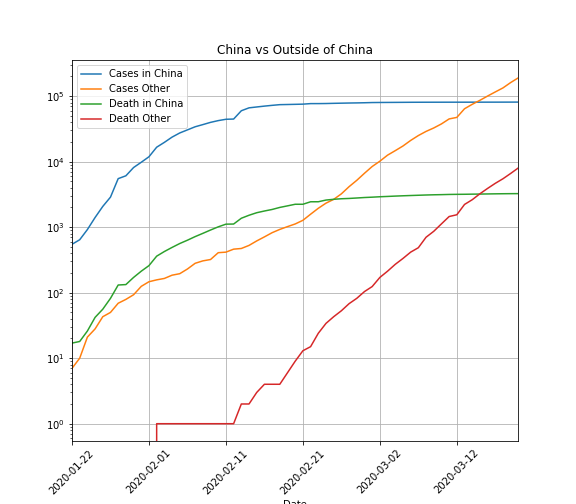 China vs Outside of China
Cases in China
Cases Other
Death in China
Death Other
10⁵
10⁴
10³
10²
10¹
10⁰
2020-01-22
2020-02-01
2020-02-11
2020-02-21
2020-03-02
2020-03-12
Date